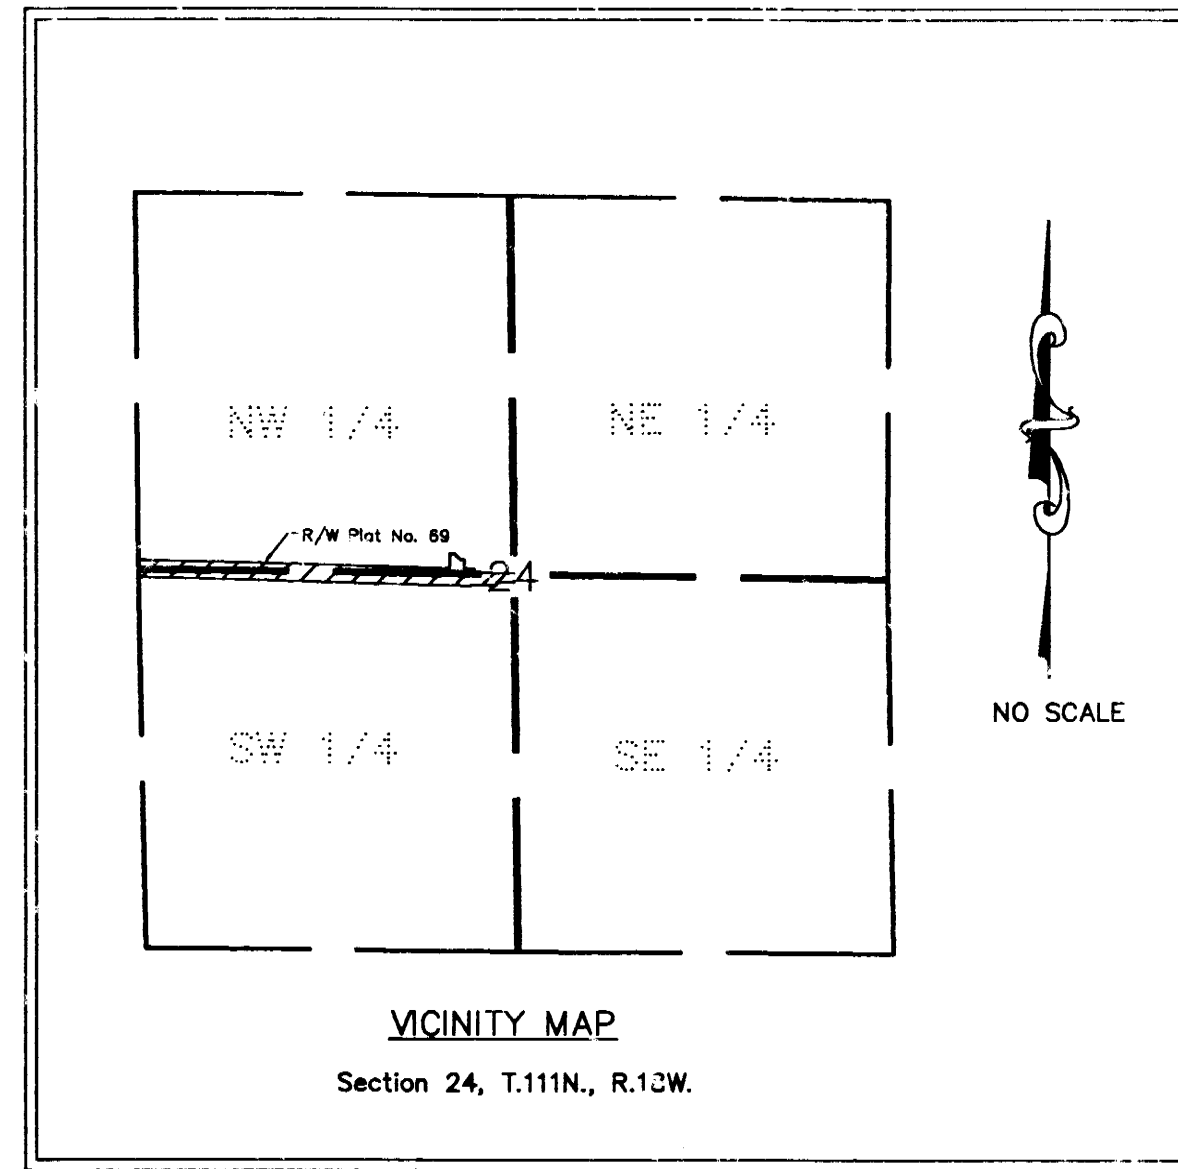 NW 1/4
NE 1/4
R/W Plat No. 69
24
SW 1/4
SE 1/4
NO SCALE
VICINITY MAP
Section 24, T.111N.,